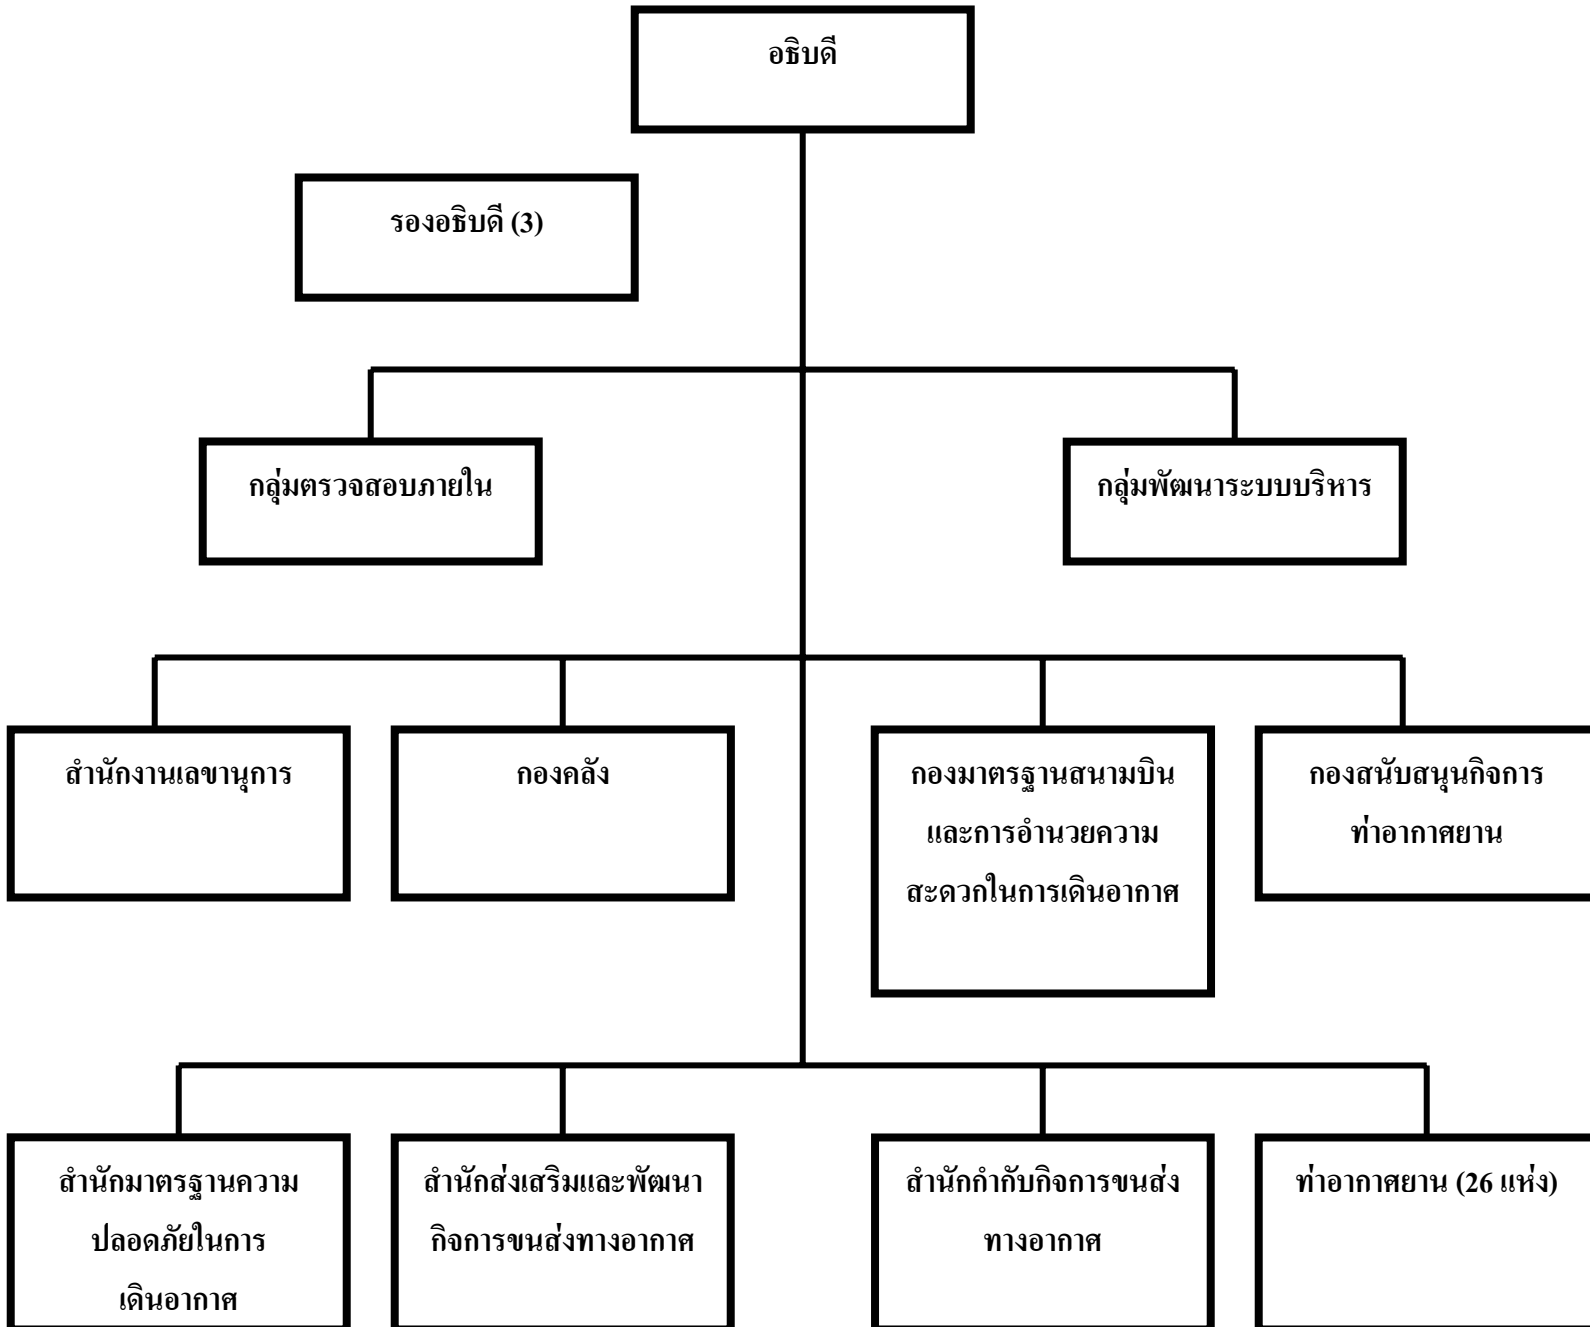 อธิบดี
รองอธิบดี (3)
กลุ่มตรวจสอบภายใน
กลุ่มพัฒนาระบบบริหาร
สำนักงานเลขานุการ
กองคลัง
กองมาตรฐานสนามบิน
และการอำนวยความ
สะดวกในการเดินอากาศ
กองสนับสนุนกิจการ
ท่าอากาศยาน
สำนักมาตรฐานความ
ปลอดภัยในการ
เดินอากาศ
สำนักส่งเสริมและพัฒนา
กิจการขนส่งทางอากาศ
สำนักกำกับกิจการขนส่ง
ทางอากาศ
ท่าอากาศยาน (26 แห่ง)